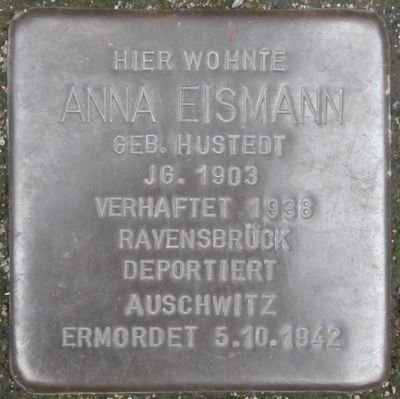 HIER WOHNTE
ANNA EISMANN
GEB. HUSTEDT
JG. 1903
VERHAFTET 1938
RAVENSBRÜCK
DEPORTIERT
AUSCHWITZ
ERMORDET 5.10.1942